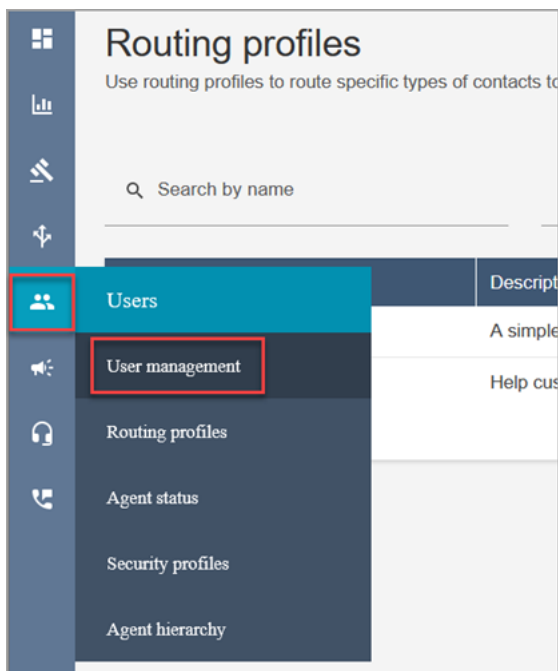 Routing profiles
Use routing profiles to route specific types of contacts to
Search by name
Users
Descript
A simple
User management
Help cus
Routing profiles
Agent status
Security profiles
Agent hierarchy